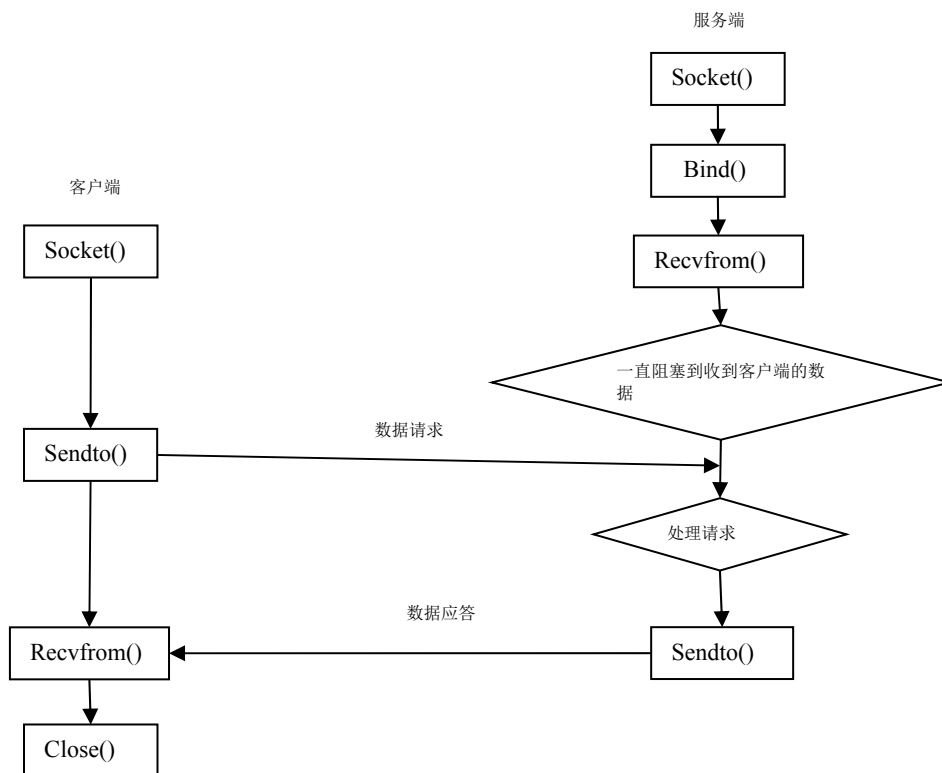 服务端
Socket()
Bind()
客户端
Socket()
Recvfrom()
一直阻塞到收到客户端的数
据
数据请求
Sendto()
处理请求
数据应答
Recvfrom()
Sendto()
Close()